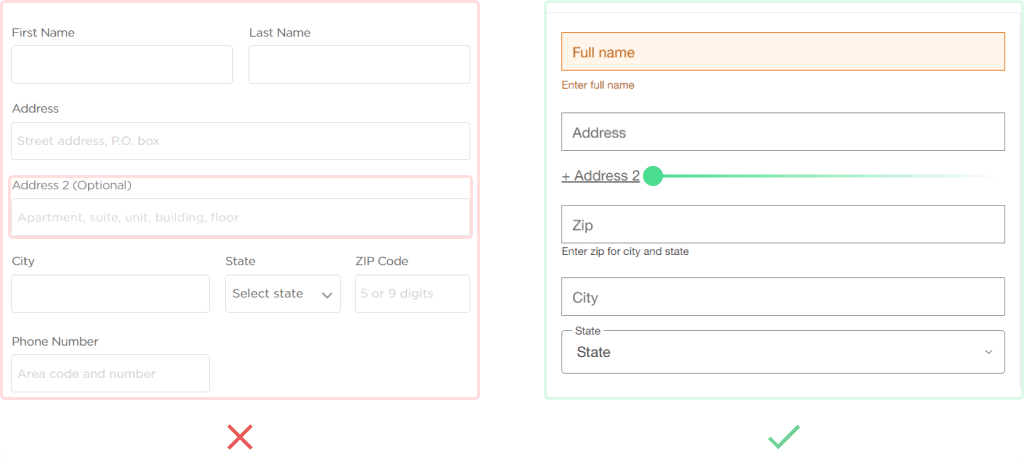 First Name Last Name
Address
Street address, P.O. box
Address 2 (Optional)
Apartment, suite, unit, building, floor
City State ZIP Code
Select state 5 or 9 digits
Phone Number
Area code and number
Full name
Enter full name
Address
+ Address 2
Zip
Enter zip for city and state
City
State
State